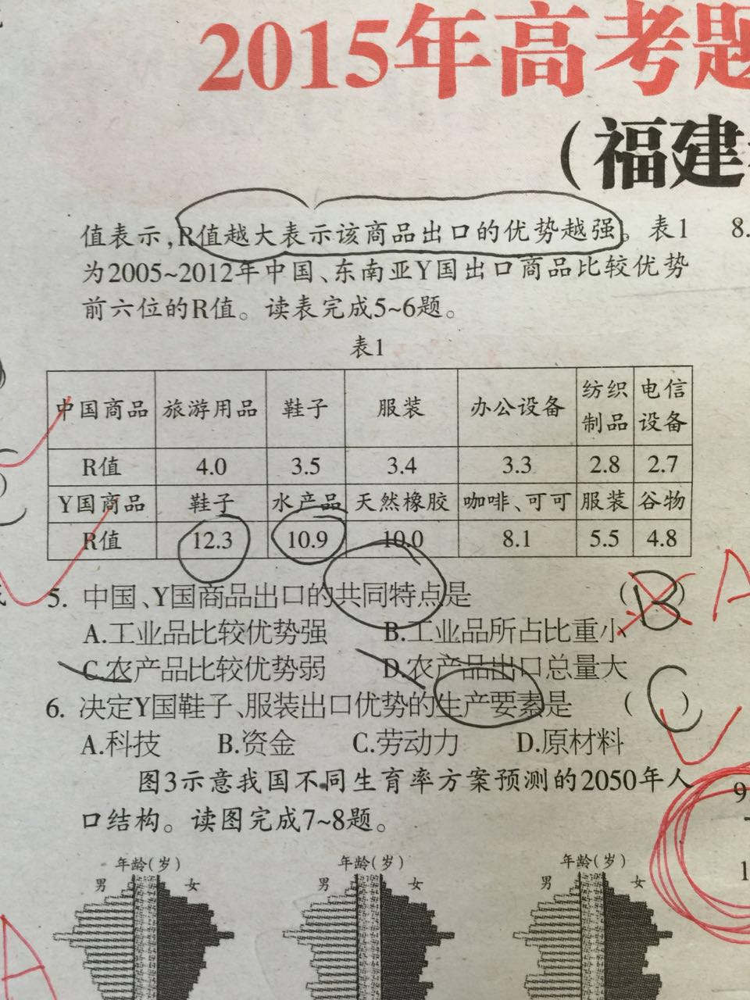 2015年高考题
(福建
值表示,R值越大表示该商品出口的优势越强。表1
为2005~2012年中国、东南亚Y国出口商品比较优势
前六位的R值。读表完成5~6题。
表1
中国商品 旅游用品 鞋子 服装 办公设备 纺织制品 电信设备
R值 4.0 3.5 3.4 3.3 2.8 2.7
Y国商品 鞋子 水产品 天然橡胶 咖啡、可可 服装 谷物
R值 12.3 10.9 10.0 8.1 5.5 4.8
5. 中国、Y国商品出口的共同特点是 (B) A
A.工业品比较优势强 B.工业品所占比重小
C.农产品比较优势弱 D.农产品出口总量大
6. 决定Y国鞋子、服装出口优势的生产要素是 (C)
A.科技 B.资金 C.劳动力 D.原材料
图3示意我国不同生育率方案预测的2050年人
口结构。读图完成7~8题。
年龄(岁) 年龄(岁) 年龄(岁)
男 女 男 女 男 女
A
8.
9.
1